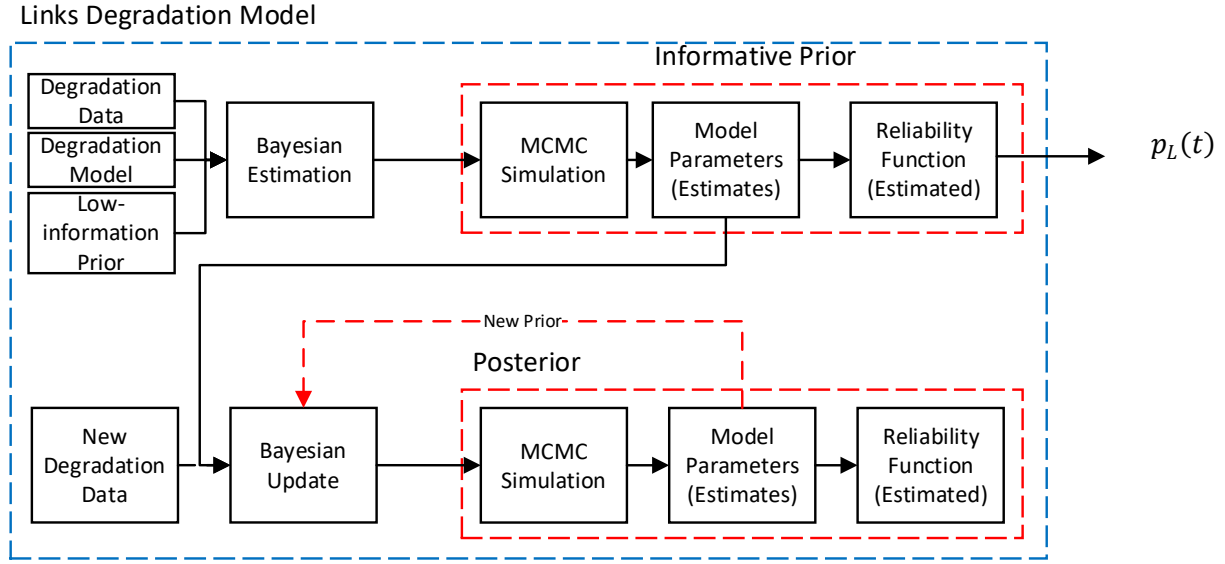 Links Degradation Model
Informative Prior
Degradation
Data
Degradation
Model
Low-
information
Prior
Bayesian
Estimation
MCMC
Simulation
Model
Parameters
(Estimates)
Reliability
Function
(Estimated)
p_L(t)
New Prior
Posterior
New
Degradation
Data
Bayesian
Update
MCMC
Simulation
Model
Parameters
(Estimates)
Reliability
Function
(Estimated)